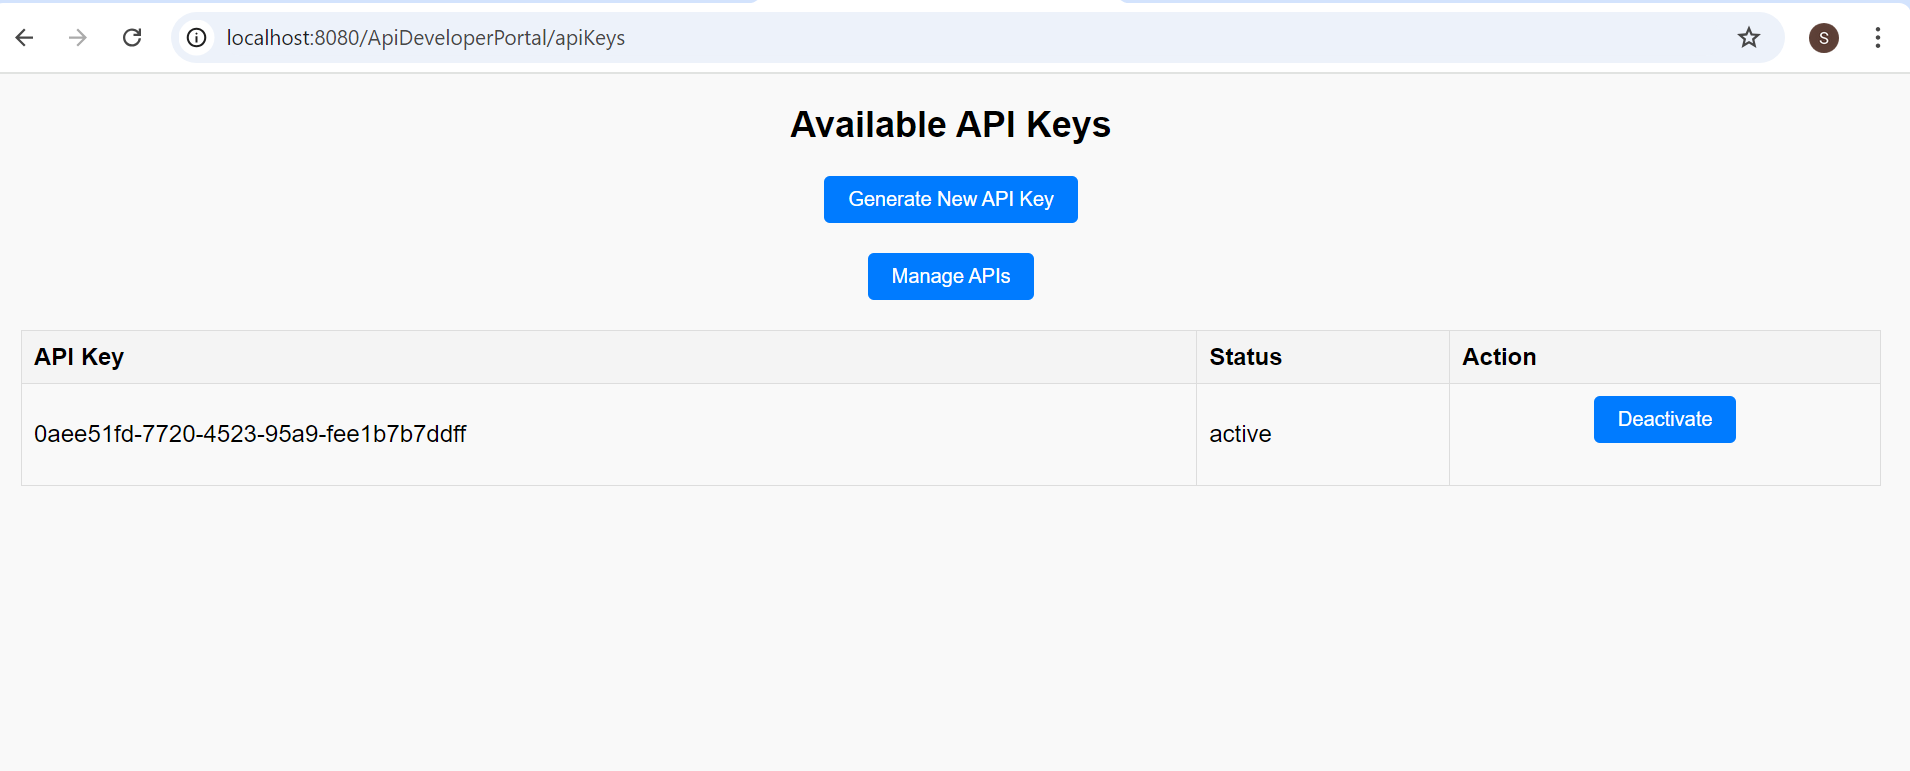 localhost:8080/ApiDeveloperPortal/apiKeys
S
Available API Keys
Generate New API Key
Manage APIs
API Key Status Action
0aee51fd-7720-4523-95a9-fee1b7b7ddff active Deactivate